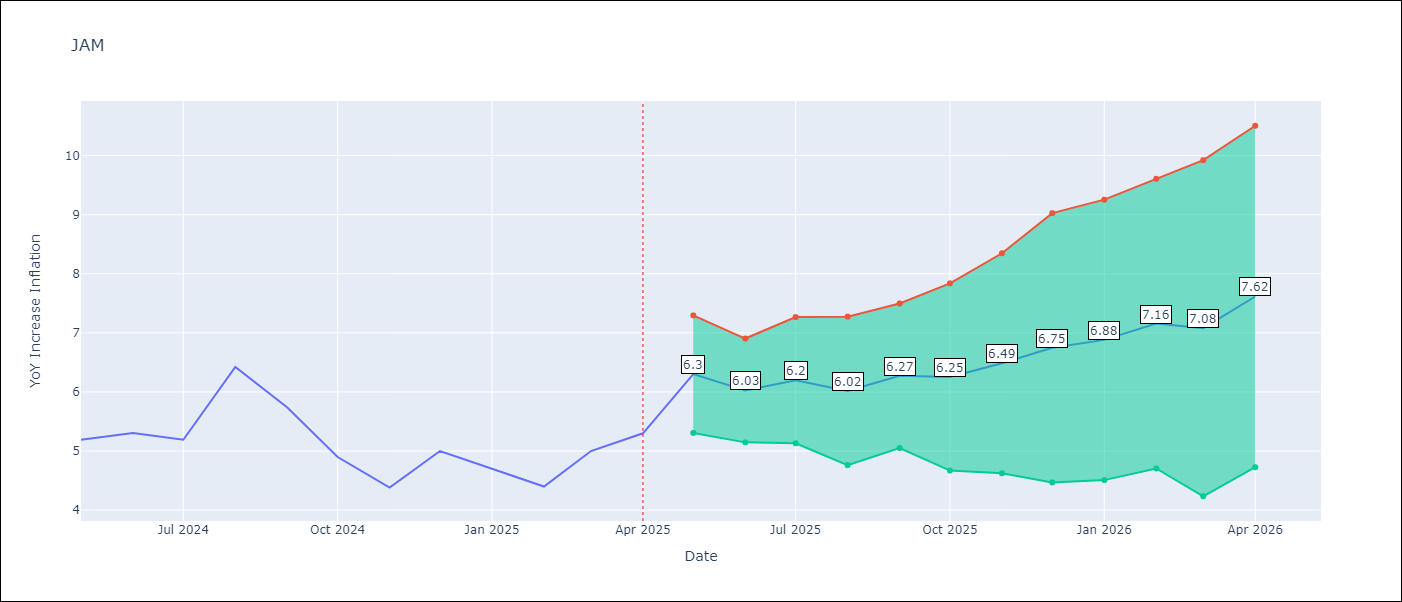 JAM
YoY Increase Inflation
10
9
8
7
6
5
4
6.3
6.03
6.2
6.02
6.27
6.25
6.49
6.75
6.88
7.16
7.08
7.62
Jul 2024
Oct 2024
Jan 2025
Apr 2025
Jul 2025
Oct 2025
Jan 2026
Apr 2026
Date